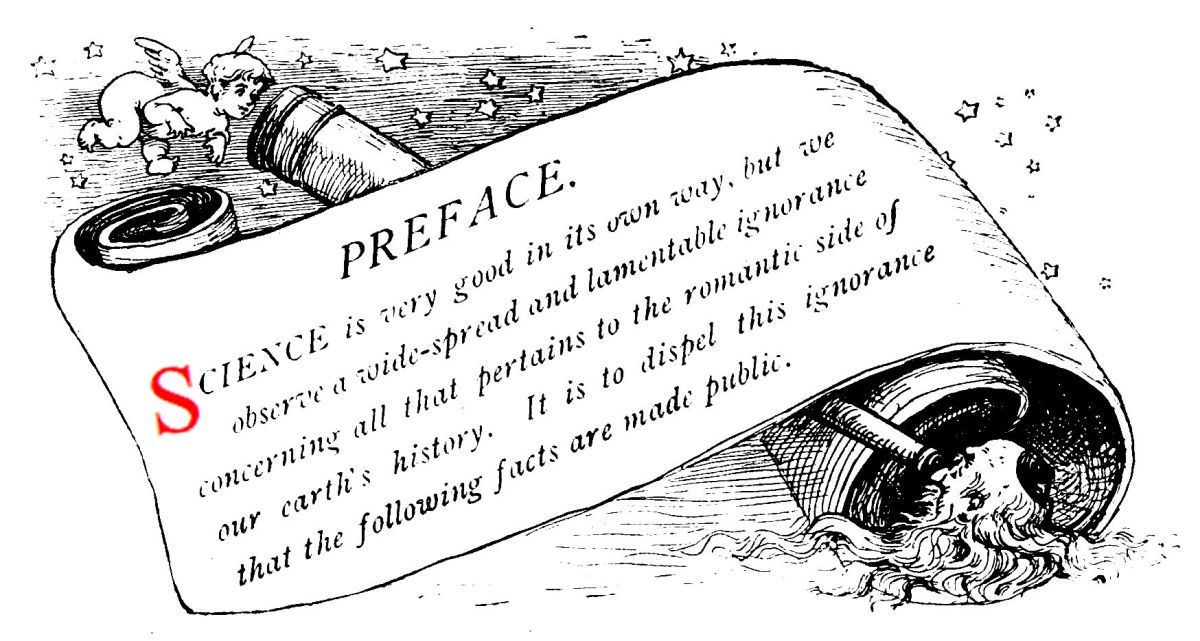 PREFACE.
SCIENCE is very good in its own way, but we
observe a wide-spread and lamentable ignorance
concerning all that pertains to the romantic side of
our earth's history. It is to dispel this ignorance
that the following facts are made public.